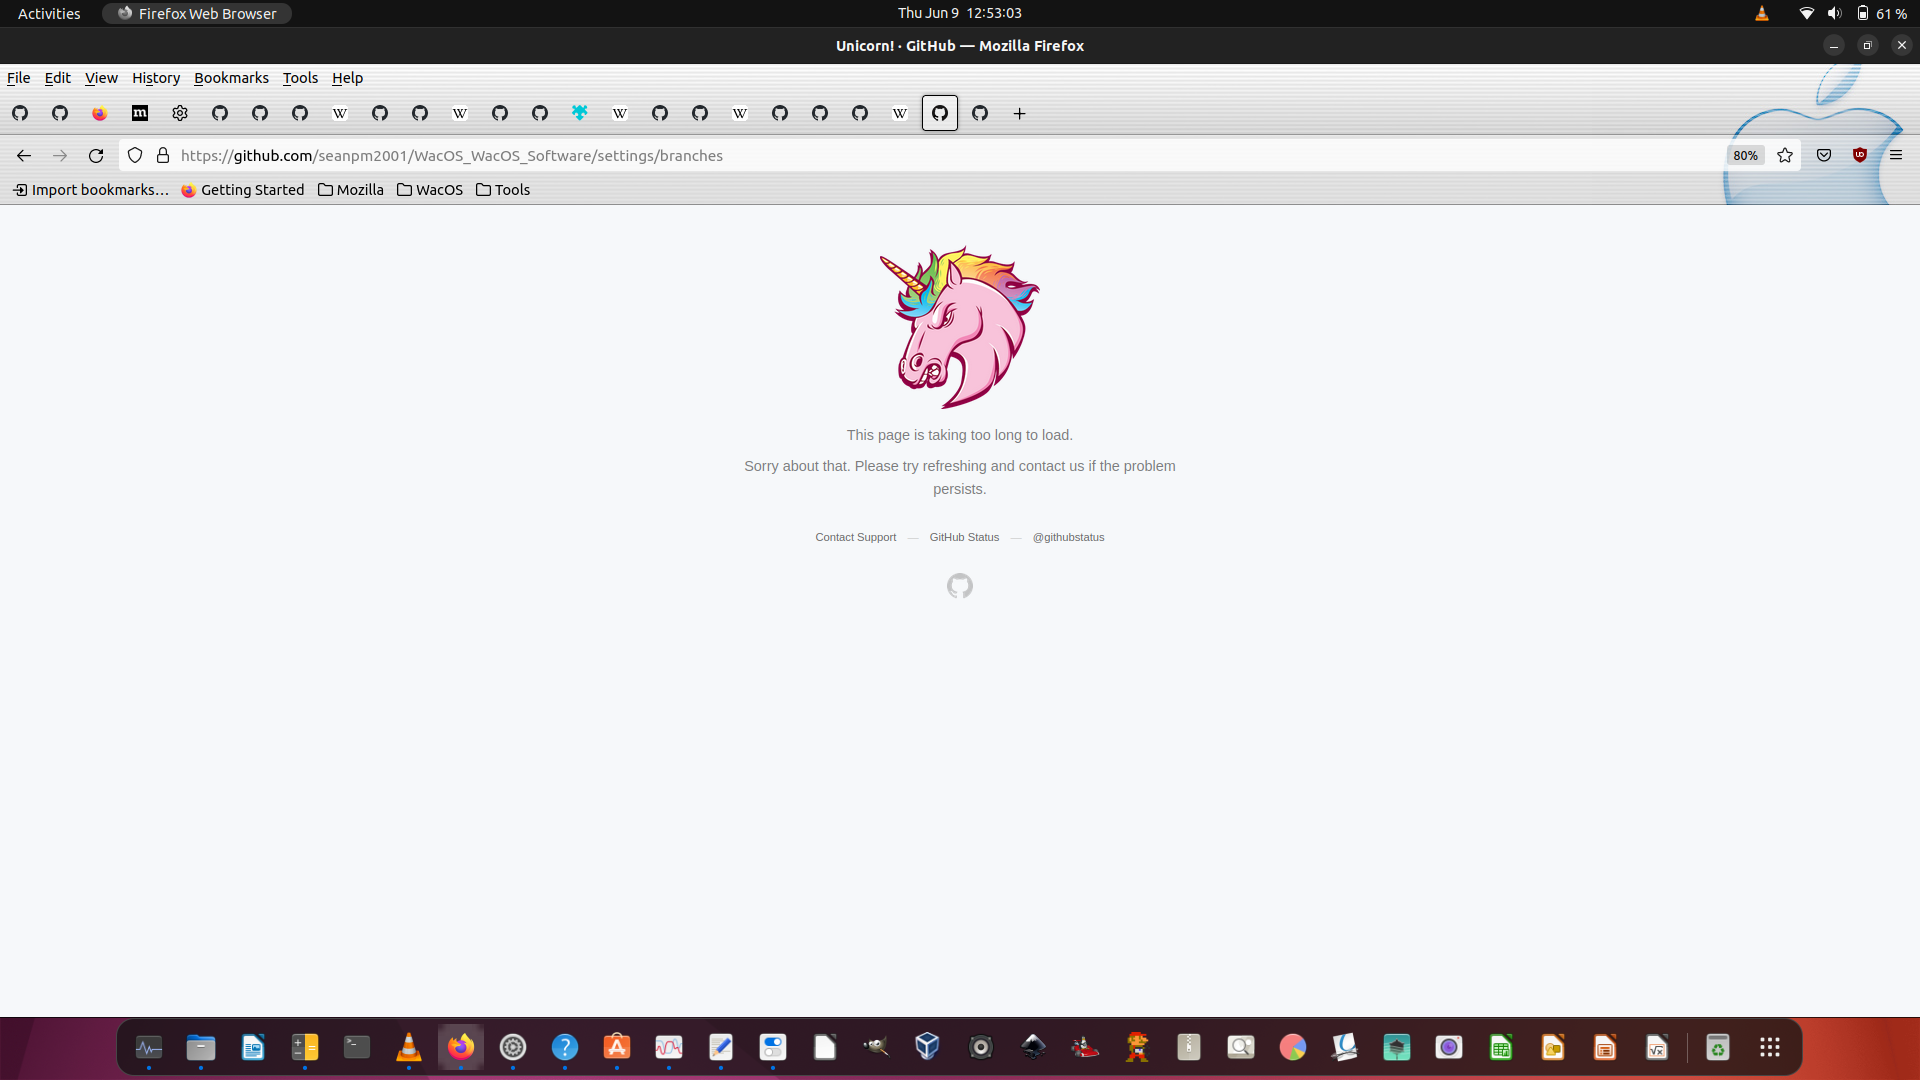 Activities Firefox Web Browser Thu Jun 9 12:53:03 61 %
Unicorn! · GitHub — Mozilla Firefox
File Edit View History Bookmarks Tools Help
https://github.com/seanpm2001/WacOS_WacOS_Software/settings/branches 80%
Import bookmarks… Getting Started Mozilla WacOS Tools
This page is taking too long to load.
Sorry about that. Please try refreshing and contact us if the problem
persists.
Contact Support — GitHub Status — @githubstatus